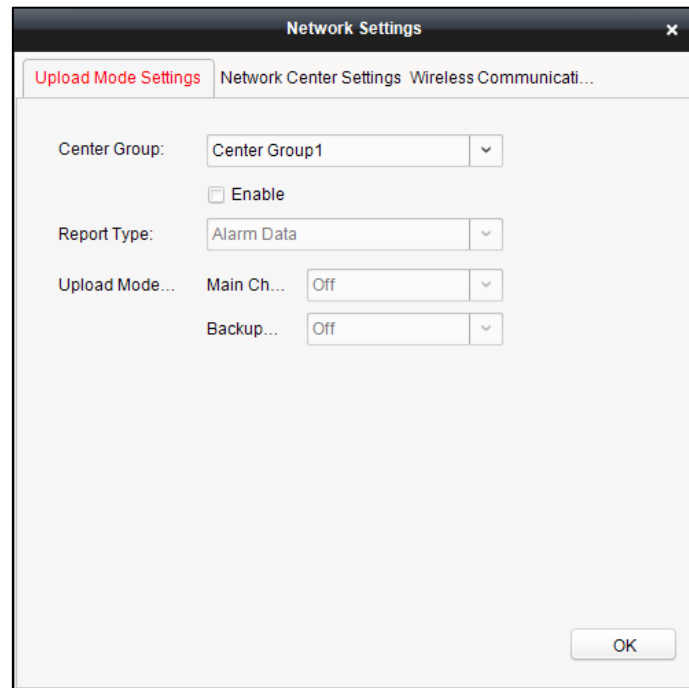 Network Settings
Upload Mode Settings Network Center Settings Wireless Communicati...
Center Group: Center Group1
Enable
Report Type: Alarm Data
Upload Mode... Main Ch... Off
Backup... Off
OK